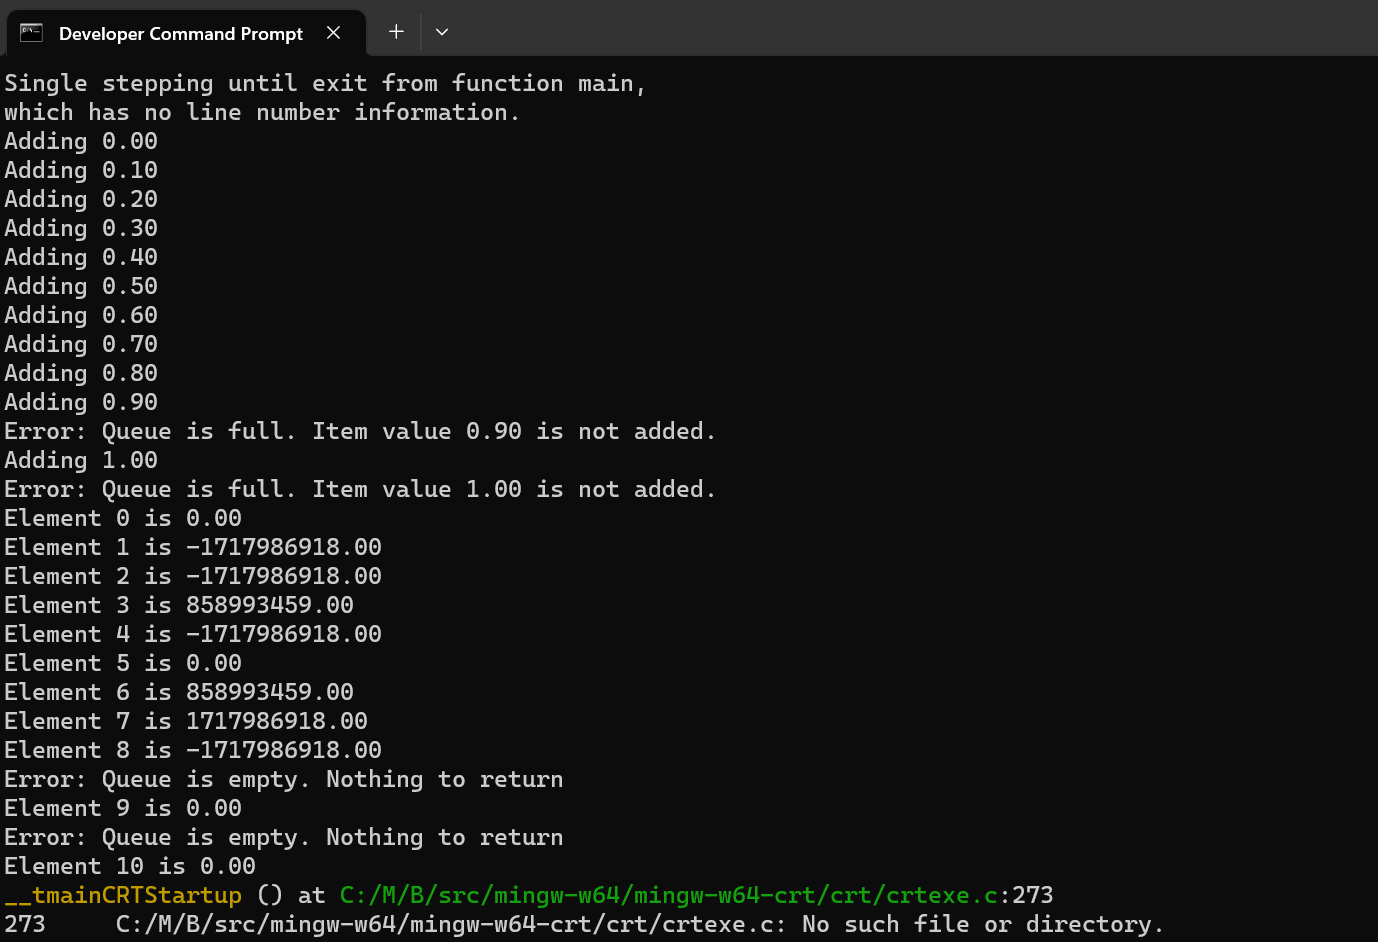 Developer Command Prompt
Single stepping until exit from function main,
which has no line number information.
Adding 0.00
Adding 0.10
Adding 0.20
Adding 0.30
Adding 0.40
Adding 0.50
Adding 0.60
Adding 0.70
Adding 0.80
Adding 0.90
Error: Queue is full. Item value 0.90 is not added.
Adding 1.00
Error: Queue is full. Item value 1.00 is not added.
Element 0 is 0.00
Element 1 is -1717986918.00
Element 2 is -1717986918.00
Element 3 is 858993459.00
Element 4 is -1717986918.00
Element 5 is 0.00
Element 6 is 858993459.00
Element 7 is 1717986918.00
Element 8 is -1717986918.00
Error: Queue is empty. Nothing to return
Element 9 is 0.00
Error: Queue is empty. Nothing to return
Element 10 is 0.00
__tmainCRTStartup () at C:/M/B/src/mingw-w64/mingw-w64-crt/crt/crtexe.c:273
273     C:/M/B/src/mingw-w64/mingw-w64-crt/crt/crtexe.c: No such file or directory.